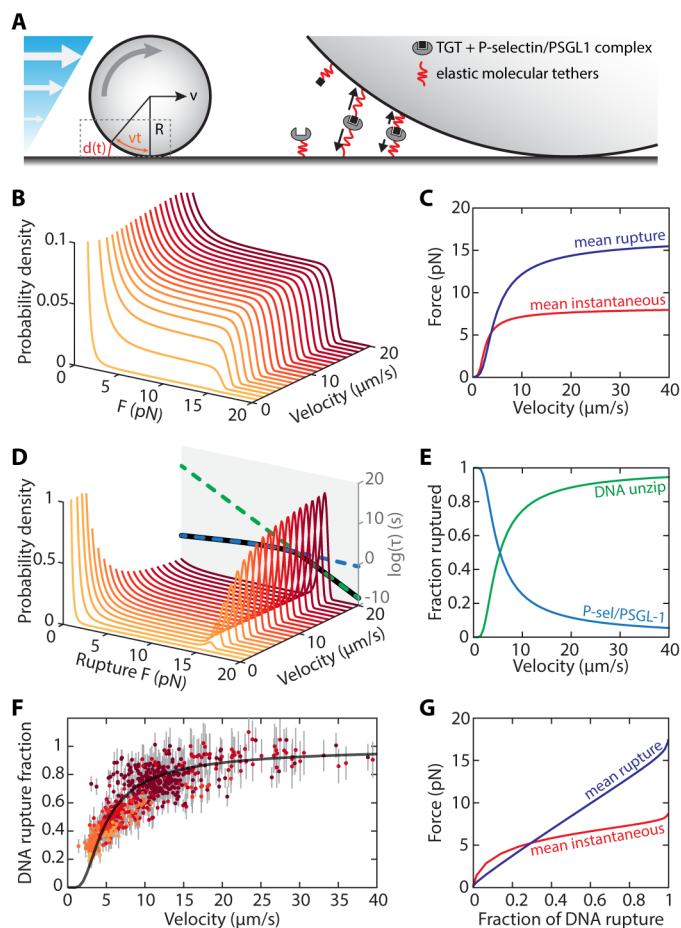 A
v
R
vt
d(t)
TGT + P-selectin/PSGL1 complex
elastic molecular tethers
B
Probability density
0.1
0.05
0
0
5
10
15
20
F (pN)
0
10
20
Velocity (μm/s)
C
Force (pN)
20
15
10
5
0
mean rupture
mean instantaneous
0 10 20 30 40
Velocity (μm/s)
D
Probability density
1
0.5
0
0
5
10
15
20
Rupture F (pN)
0
10
20
Velocity (μm/s)
20
10
0
-10
log(τ) (s)
E
Fraction ruptured
1
0.8
0.6
0.4
0.2
0
DNA unzip
P-sel/PSGL-1
0 10 20 30 40
Velocity (μm/s)
F
DNA rupture fraction
1
0.8
0.6
0.4
0.2
0
0 5 10 15 20 25 30 35 40
Velocity (μm/s)
G
Force (pN)
20
15
10
5
0
mean rupture
mean instantaneous
0 0.2 0.4 0.6 0.8 1
Fraction of DNA rupture